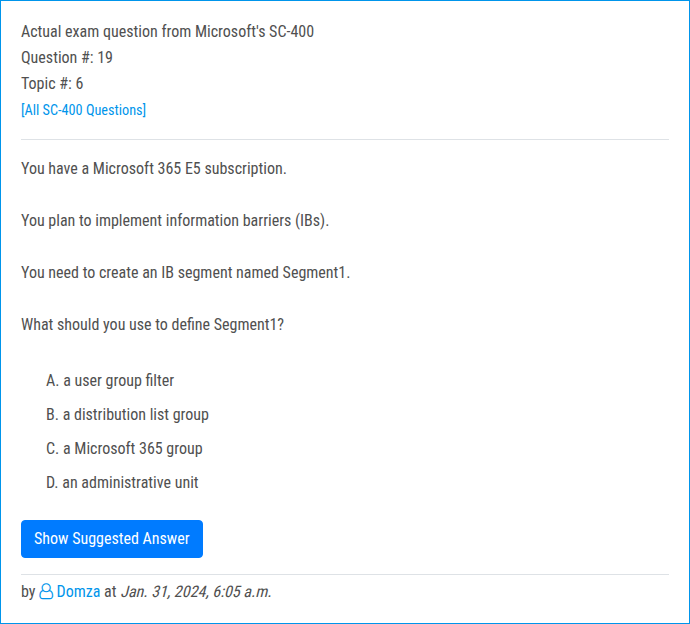 Actual exam question from Microsoft's SC-400
Question #: 19
Topic #: 6
[All SC-400 Questions]
You have a Microsoft 365 E5 subscription.
You plan to implement information barriers (IBs).
You need to create an IB segment named Segment1.
What should you use to define Segment1?
A. a user group filter
B. a distribution list group
C. a Microsoft 365 group
D. an administrative unit
Show Suggested Answer
by Domza at Jan. 31, 2024, 6:05 a.m.